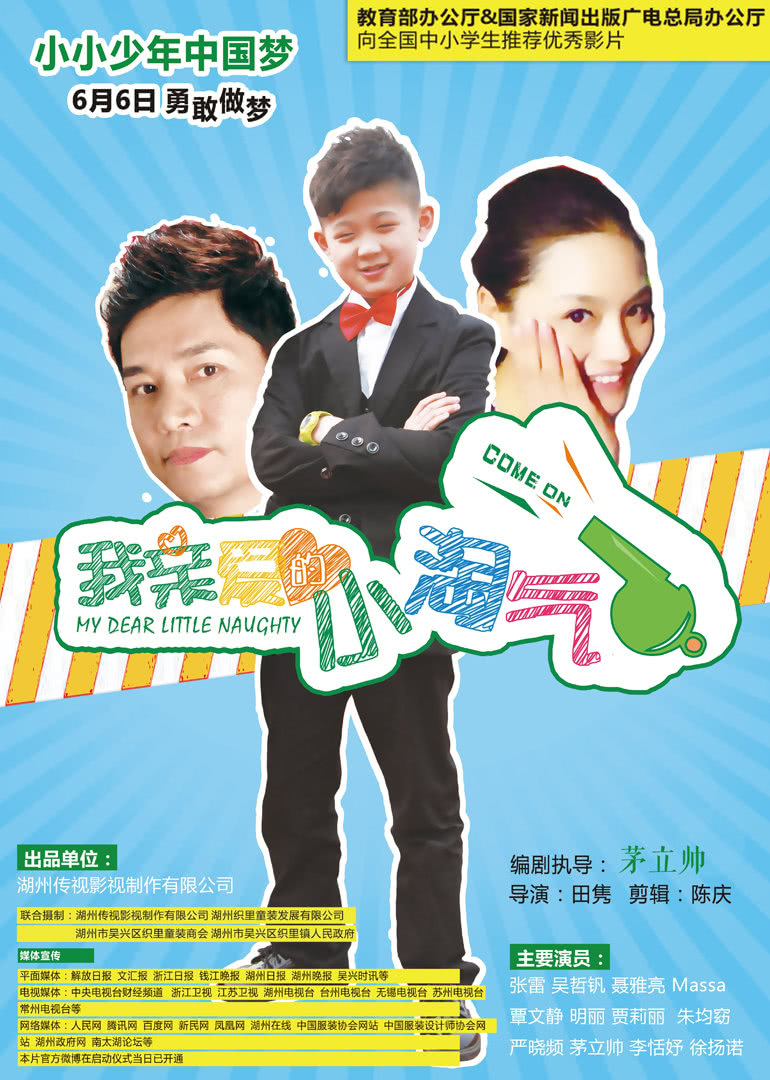 教育部办公厅&国家新闻出版广电总局办公厅
向全国中小学生推荐优秀影片
小小少年中国梦
6月6日 勇敢做梦
COME ON
我亲爱的小淘气
MY DEAR LITTLE NAUGHTY
出品单位：
湖州传视影视制作有限公司
联合摄制：湖州传视影视制作有限公司 湖州织里童装发展有限公司
湖州市吴兴区织里童装商会 湖州市吴兴区织里镇人民政府
媒体宣传
平面媒体：解放日报 文汇报 浙江日报 钱江晚报 湖州日报 湖州晚报 吴兴时讯等
电视媒体：中央电视台财经频道 浙江卫视 江苏卫视 湖州电视台 台州电视台 无锡电视台 苏州电视台
常州电视台等
网络媒体：人民网 腾讯网 百度网 新民网 凤凰网 湖州在线 中国服装协会网站 中国服装设计师协会网
站 湖州政府网 南太湖论坛等
本片官方微博在启动仪式当日已开通
编剧执导：茅立帅
导演：田隽 剪辑：陈庆
主要演员：
张雷 吴哲钒 聂雅亮 Massa
覃文静 明丽 贾莉丽 朱均窈
严晓频 茅立帅 李恬妤 徐扬诺